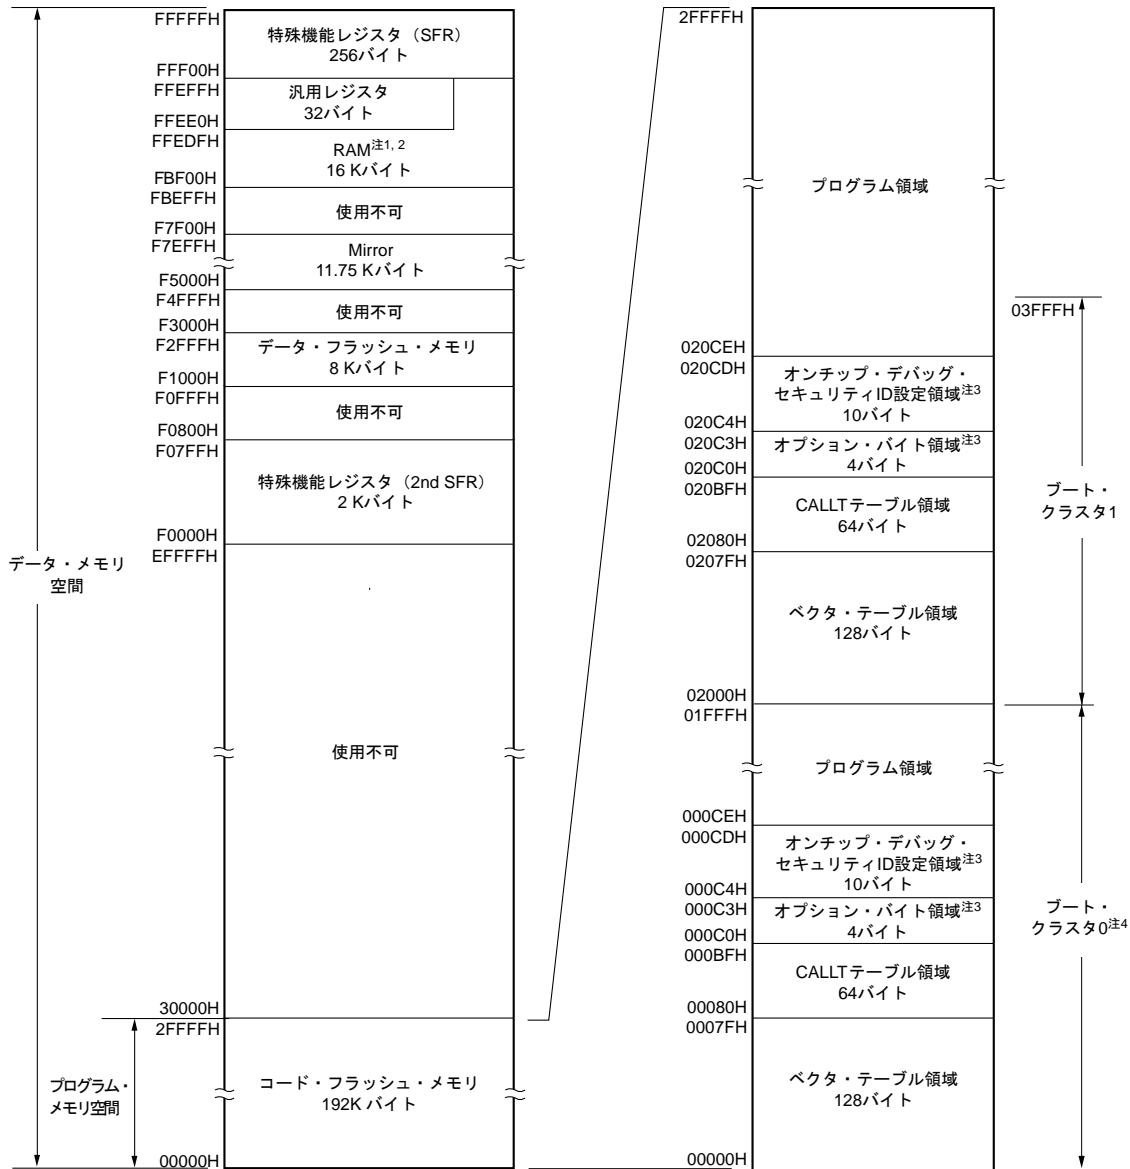 FFFFFH
特殊機能レジスタ（SFR）
256バイト
FFF00H
FFEFFH
汎用レジスタ
32バイト
FFEE0H
FFEDFH
RAM注1, 2
16 Kバイト
FBF00H
FBEFFH
使用不可
F7F00H
F7EFFH
Mirror
11.75 Kバイト
F5000H
F4FFFH
使用不可
F3000H
F2FFFH
データ・フラッシュ・メモリ
8 Kバイト
F1000H
F0FFFH
使用不可
F0800H
F07FFH
特殊機能レジスタ（2nd SFR）
2 Kバイト
F0000H
EFFFFH
データ・メモリ
空間
使用不可
30000H
2FFFFH
プログラム・
メモリ空間
コード・フラッシュ・メモリ
192K バイト
00000H
2FFFFH
プログラム領域
03FFFH
020CEH
020CDH
オンチップ・デバッグ・
セキュリティID設定領域注3
10バイト
020C4H
020C3H
オプション・バイト領域注3
4バイト
020C0H
020BFH
CALLTテーブル領域
64バイト
ブート・
クラスタ1
02080H
0207FH
ベクタ・テーブル領域
128バイト
02000H
01FFFH
プログラム領域
000CEH
000CDH
オンチップ・デバッグ・
セキュリティID設定領域注3
10バイト
000C4H
000C3H
オプション・バイト領域注3
4バイト
000C0H
000BFH
ブート・
クラスタ0注4
CALLTテーブル領域
64バイト
00080H
0007FH
ベクタ・テーブル領域
128バイト
00000H